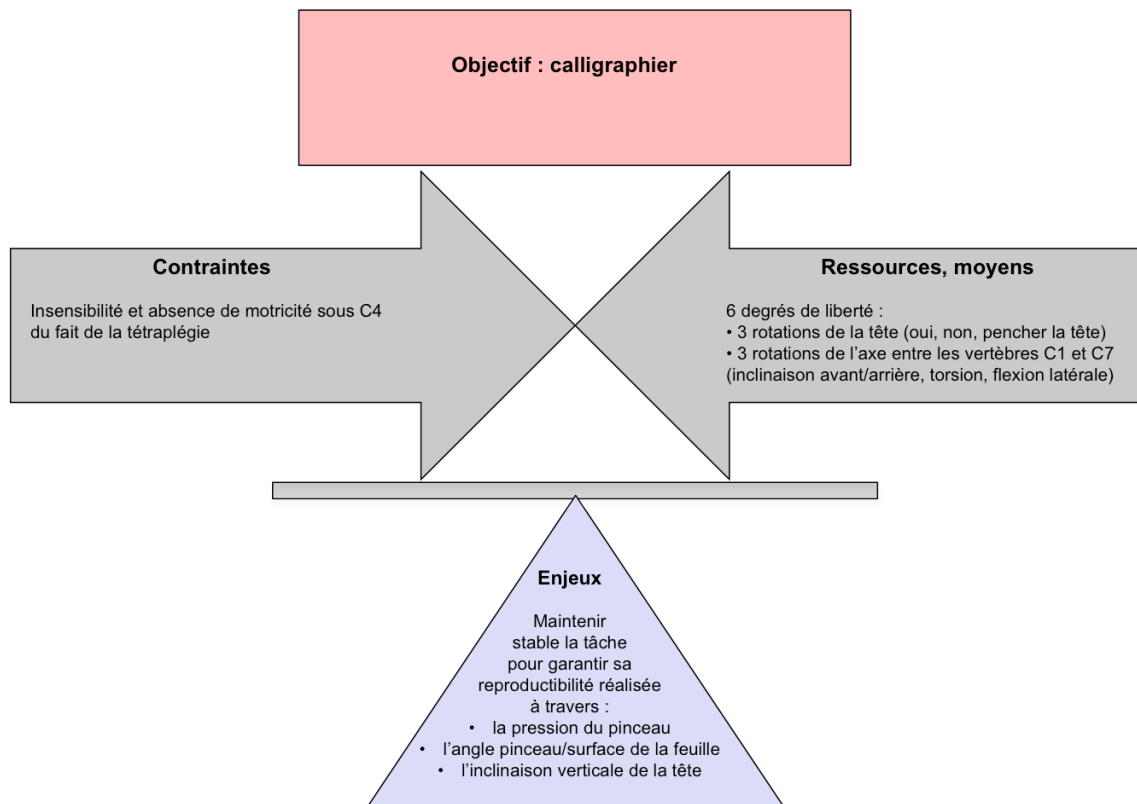 Objectif : calligraphier
Contraintes
Insensibilité et absence de motricité sous C4
du fait de la tétraplégie
Ressources, moyens
6 degrés de liberté :
• 3 rotations de la tête (oui, non, pencher la tête)
• 3 rotations de l’axe entre les vertèbres C1 et C7
(inclinaison avant/arrière, torsion, flexion latérale)
Enjeux
Maintenir
stable la tâche
pour garantir sa
reproductibilité réalisée
à travers :
• la pression du pinceau
• l’angle pinceau/surface de la feuille
• l’inclinaison verticale de la tête